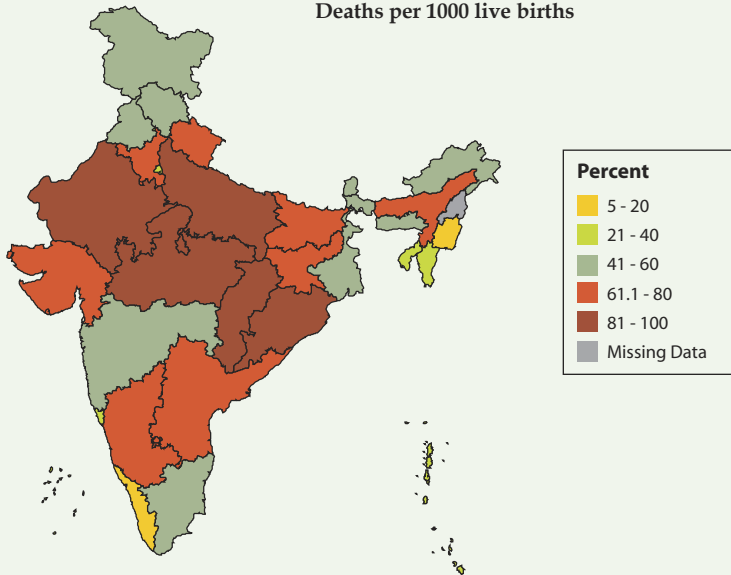 Deaths per 1000 live births
Percent
5 - 20
21 - 40
41 - 60
61.1 - 80
81 - 100
Missing Data